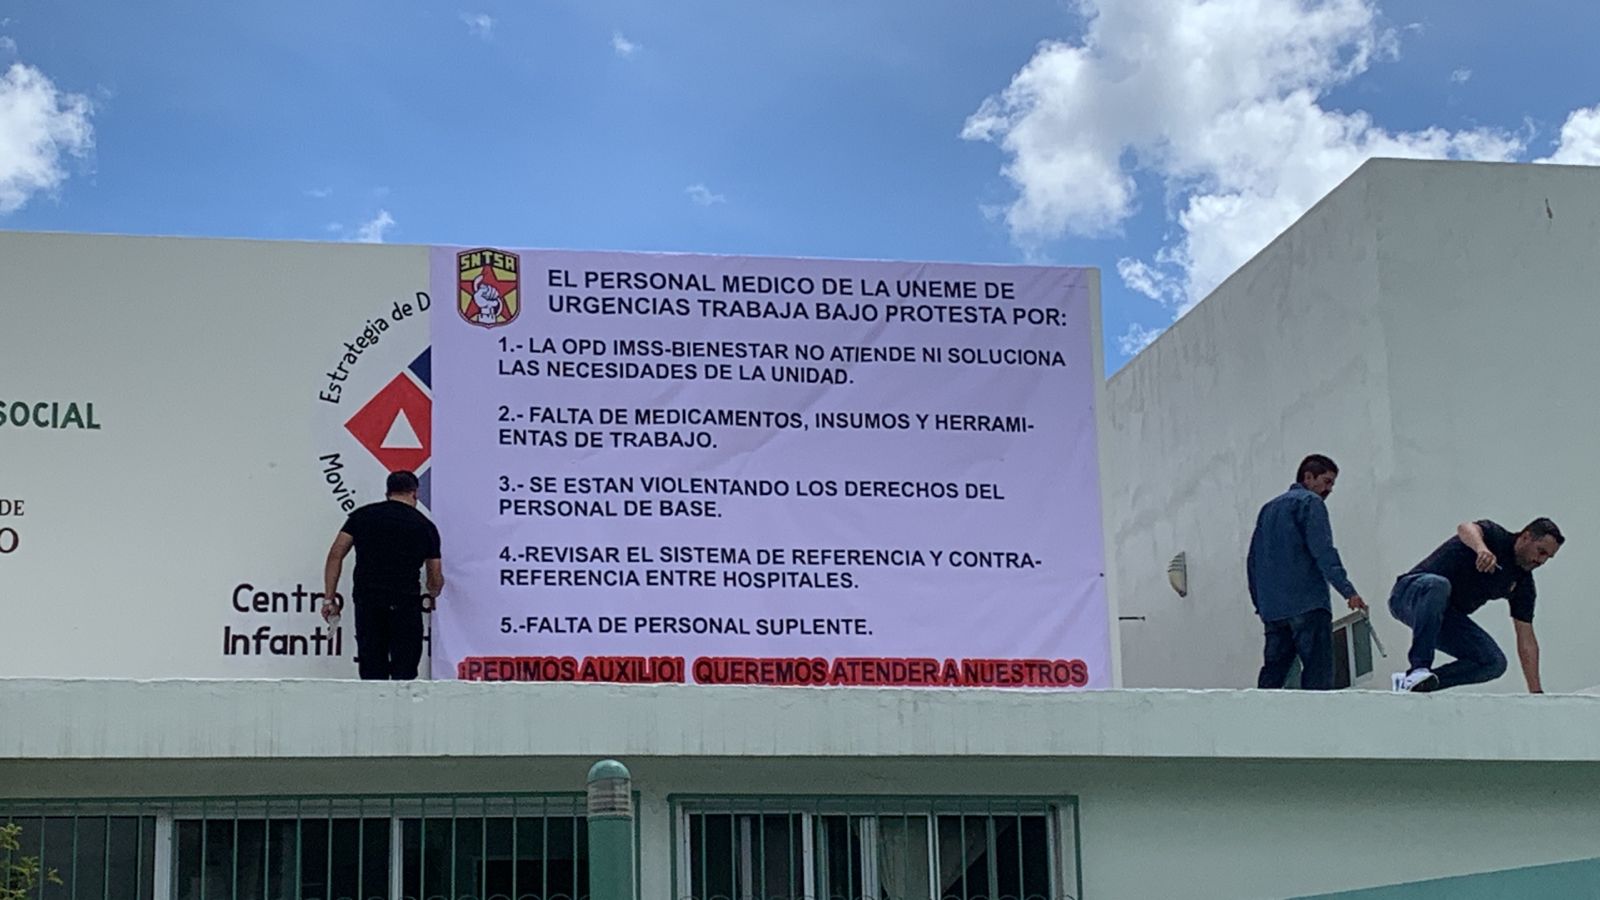 SOCIAL
DE
O
Estrategia de D
Movie
Centro
Infantil
SNTSA
EL PERSONAL MEDICO DE LA UNEME DE
URGENCIAS TRABAJA BAJO PROTESTA POR:
1.- LA OPD IMSS-BIENESTAR NO ATIENDE NI SOLUCIONA
LAS NECESIDADES DE LA UNIDAD.
2.- FALTA DE MEDICAMENTOS, INSUMOS Y HERRAMI-
ENTAS DE TRABAJO.
3.- SE ESTAN VIOLENTANDO LOS DERECHOS DEL
PERSONAL DE BASE.
4.-REVISAR EL SISTEMA DE REFERENCIA Y CONTRA-
REFERENCIA ENTRE HOSPITALES.
5.-FALTA DE PERSONAL SUPLENTE.
¡PEDIMOS AUXILIO! QUEREMOS ATENDER A NUESTROS